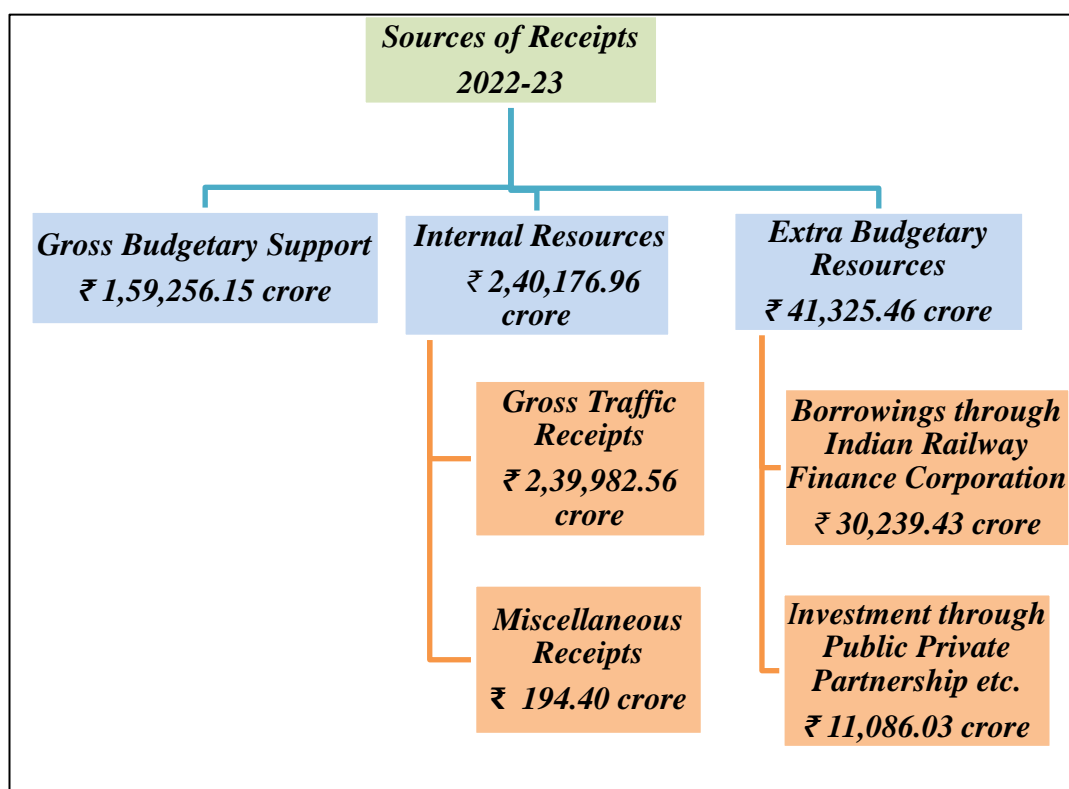 Sources of Receipts
2022-23
Gross Budgetary Support
₹ 1,59,256.15 crore
Internal Resources
₹ 2,40,176.96
crore
Extra Budgetary
Resources
₹ 41,325.46 crore
Gross Traffic
Receipts
₹ 2,39,982.56
crore
Miscellaneous
Receipts
₹ 194.40 crore
Borrowings through
Indian Railway
Finance Corporation
₹ 30,239.43 crore
Investment through
Public Private
Partnership etc.
₹ 11,086.03 crore